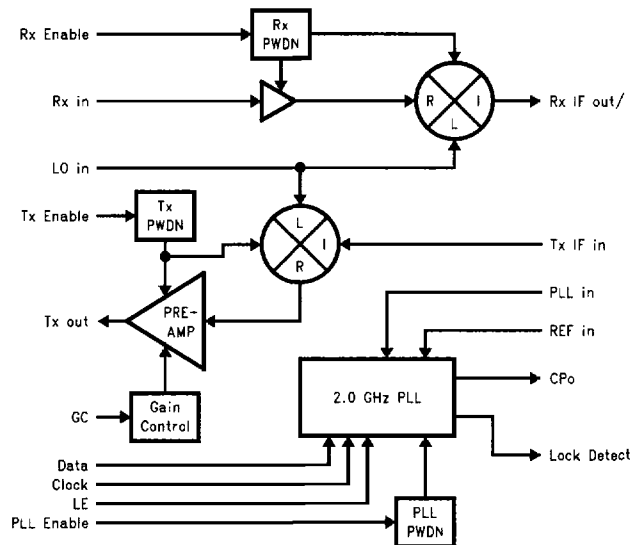 Rx Enable
Rx
PWDN
Rx in
R
I
L
Rx IF out/
LO in
Tx Enable
Tx
PWDN
L
I
R
Tx IF in
Tx out
PRE-
AMP
PLL in
REF in
GC
Gain
Control
2.0 GHz PLL
CPo
Lock Detect
Data
Clock
LE
PLL Enable
PLL
PWDN